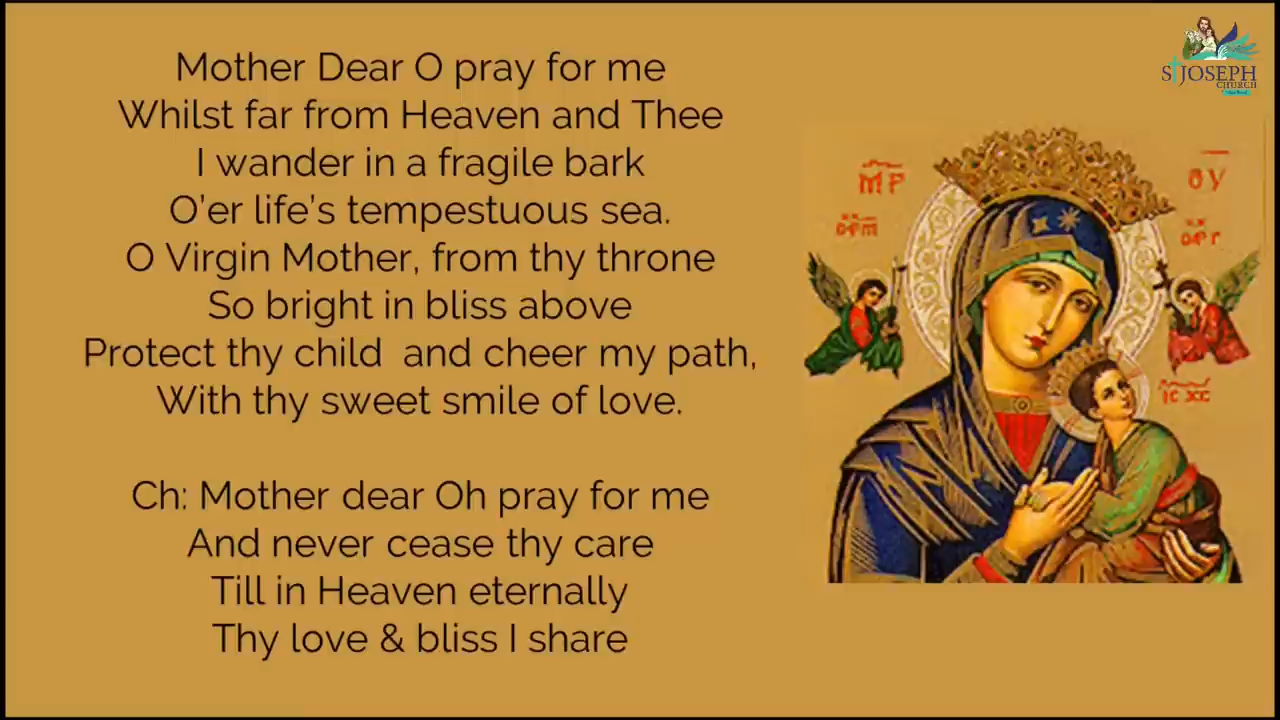 Mother Dear O pray for me
Whilst far from Heaven and Thee
I wander in a fragile bark
O'er life's tempestuous sea.
O Virgin Mother, from thy throne
So bright in bliss above
Protect thy child  and cheer my path,
With thy sweet smile of love.
Ch: Mother dear Oh pray for me
And never cease thy care
Till in Heaven eternally
Thy love & bliss I share
ST JOSEPH
CHURCH
IC XC